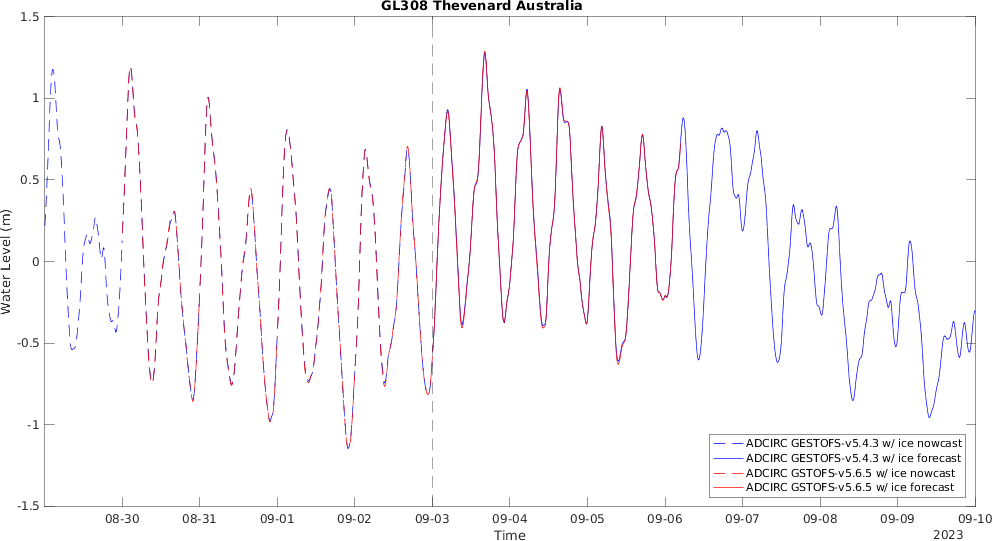 GL308 Thevenard Australia
1.5
1
0.5
0
-0.5
-1
-1.5
Water Level (m)
ADCIRC GESTOFS-v5.4.3 w/ ice nowcast
ADCIRC GESTOFS-v5.4.3 w/ ice forecast
ADCIRC GSTOFS-v5.6.5 w/ ice nowcast
ADCIRC GSTOFS-v5.6.5 w/ ice forecast
08-30 08-31 09-01 09-02 09-03 09-04 09-05 09-06 09-07 09-08 09-09 09-10
Time
2023